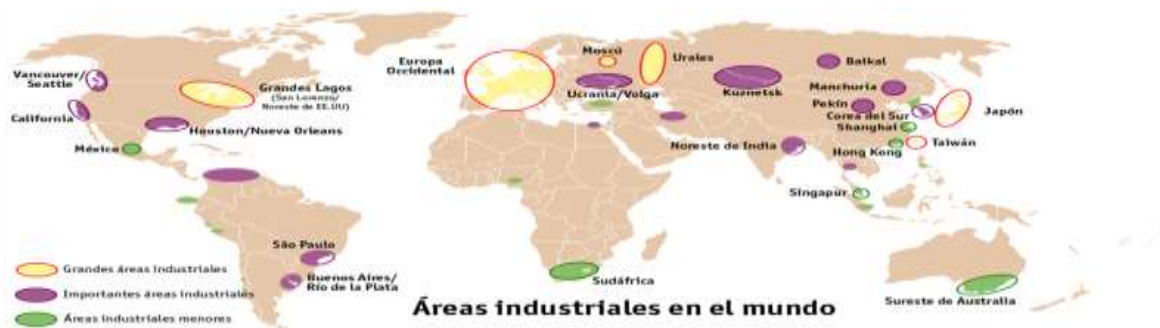 Vancouver/
Seattle
California
Grandes Lagos
(San Lorenzo/
Noreste de EE.UU)
Houston/Nueva Orleans
México
São Paulo
Buenos Aires/
Río de la Plata
Europa
Occidental
Moscú
Urales
Ucrania/Volga
Kuznetsk
Baikal
Manchuria
Pekín
Corea del Sur
Shanghai
Japón
Noreste de India
Hong Kong
Taiwán
Singapur
Sudáfrica
Sureste de Australia
Grandes áreas industriales
Importantes áreas industriales
Áreas industriales menores
Áreas industriales en el mundo